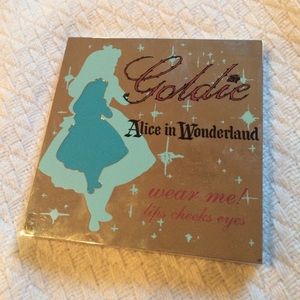 Goldie
Alice in Wonderland
wear me!
lips cheeks eyes